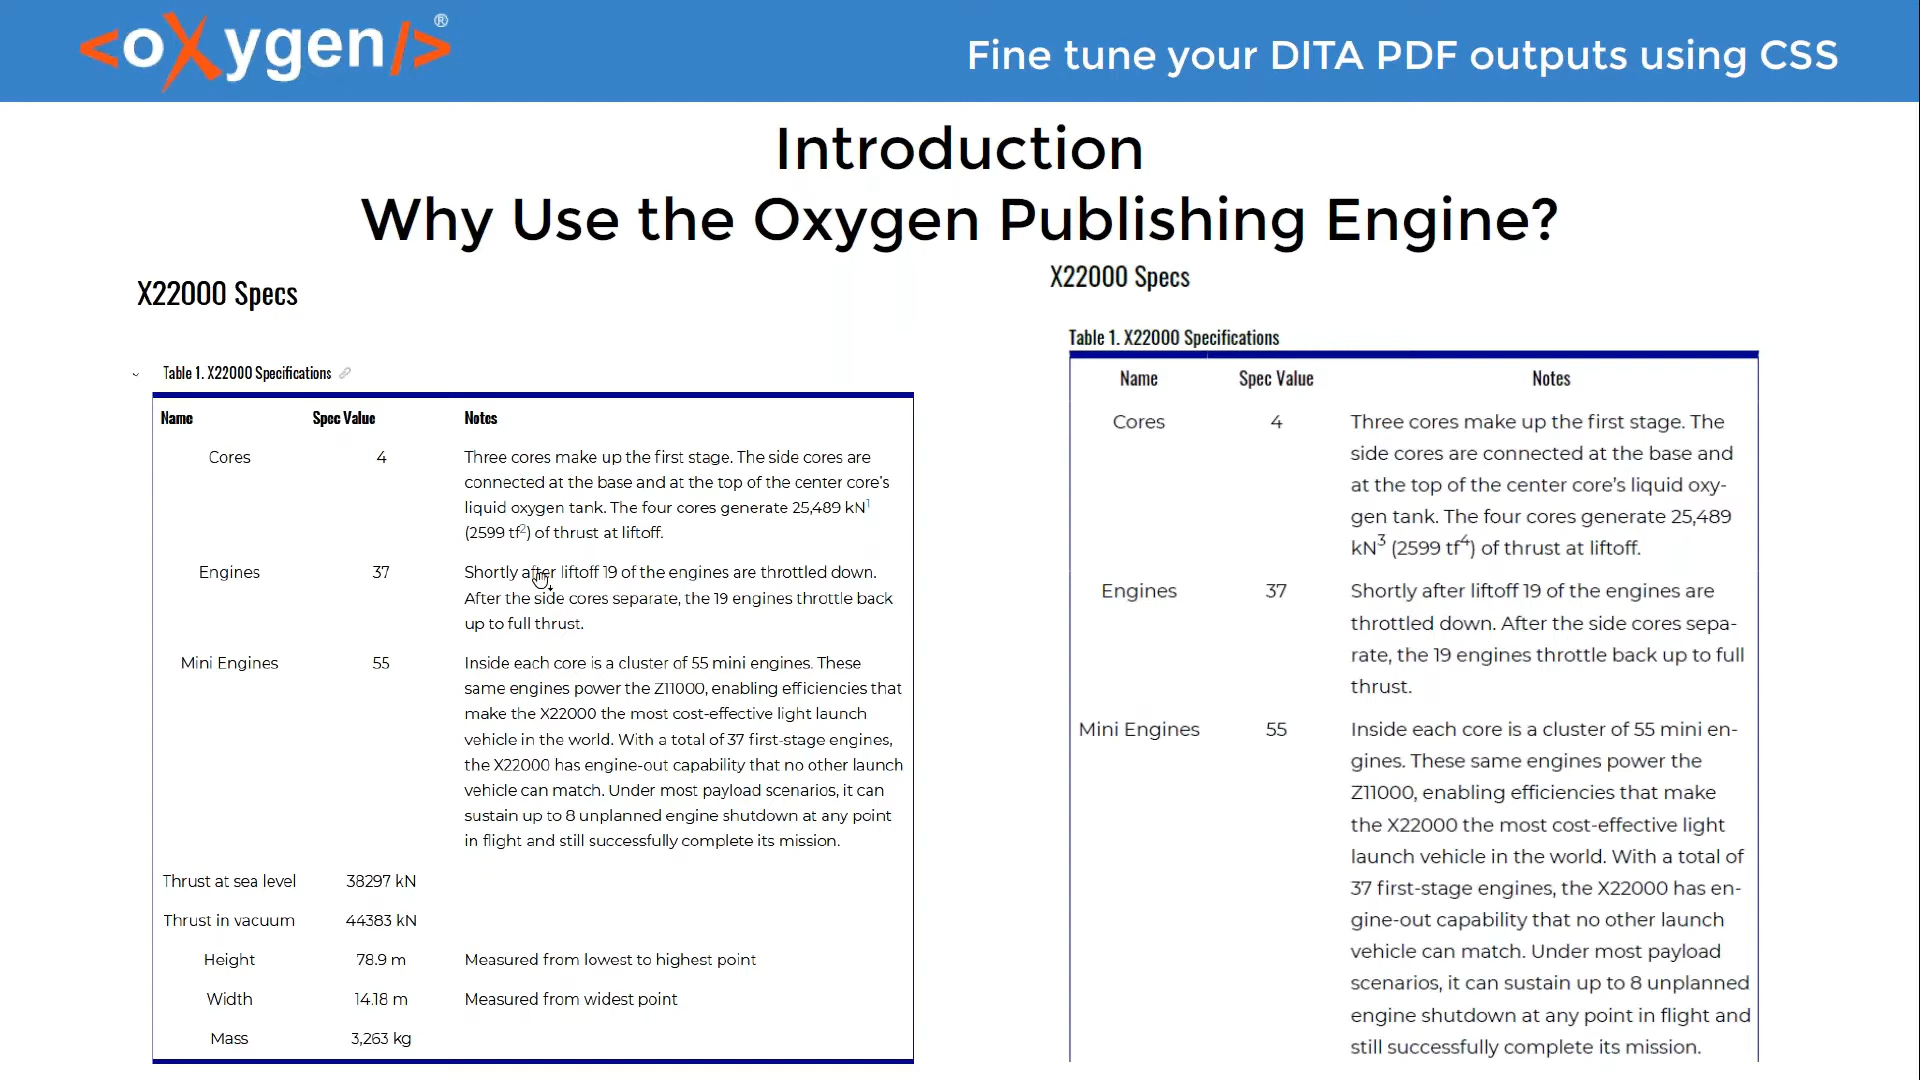 <oXygen/>®
Fine tune your DITA PDF outputs using CSS
Introduction
Why Use the Oxygen Publishing Engine?
X22000 Specs
Table 1. X22000 Specifications
Name Spec Value Notes
Cores 4 Three cores make up the first stage. The side cores are
connected at the base and at the top of the center core’s
liquid oxygen tank. The four cores generate 25,489 kN1
(2599 tf2) of thrust at liftoff.
Engines 37 Shortly after liftoff 19 of the engines are throttled down.
After the side cores separate, the 19 engines throttle back
up to full thrust.
Mini Engines 55 Inside each core is a cluster of 55 mini engines. These
same engines power the Z11000, enabling efficiencies that
make the X22000 the most cost-effective light launch
vehicle in the world. With a total of 37 first-stage engines,
the X22000 has engine-out capability that no other launch
vehicle can match. Under most payload scenarios, it can
sustain up to 8 unplanned engine shutdown at any point
in flight and still successfully complete its mission.
Thrust at sea level 38297 kN
Thrust in vacuum 44383 kN
Height 78.9 m Measured from lowest to highest point
Width 14.18 m Measured from widest point
Mass 3,263 kg
X22000 Specs
Table 1. X22000 Specifications
Name Spec Value Notes
Cores 4 Three cores make up the first stage. The
side cores are connected at the base and
at the top of the center core’s liquid oxy-
gen tank. The four cores generate 25,489
kN3 (2599 tf4) of thrust at liftoff.
Engines 37 Shortly after liftoff 19 of the engines are
throttled down. After the side cores sepa-
rate, the 19 engines throttle back up to full
thrust.
Mini Engines 55 Inside each core is a cluster of 55 mini en-
gines. These same engines power the
Z11000, enabling efficiencies that make
the X22000 the most cost-effective light
launch vehicle in the world. With a total of
37 first-stage engines, the X22000 has en-
gine-out capability that no other launch
vehicle can match. Under most payload
scenarios, it can sustain up to 8 unplanned
engine shutdown at any point in flight and
still successfully complete its mission.